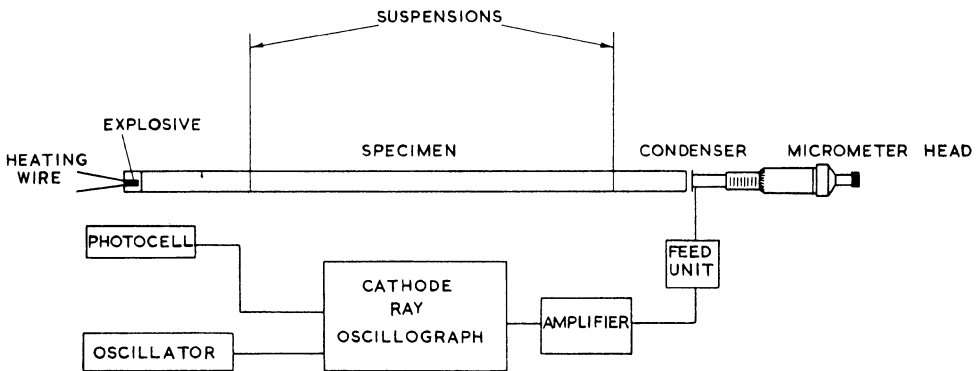 SUSPENSIONS
EXPLOSIVE
HEATING
WIRE
SPECIMEN
CONDENSER
MICROMETER HEAD
PHOTOCELL
FEED
UNIT
CATHODE
RAY
OSCILLOGRAPH
AMPLIFIER
OSCILLATOR